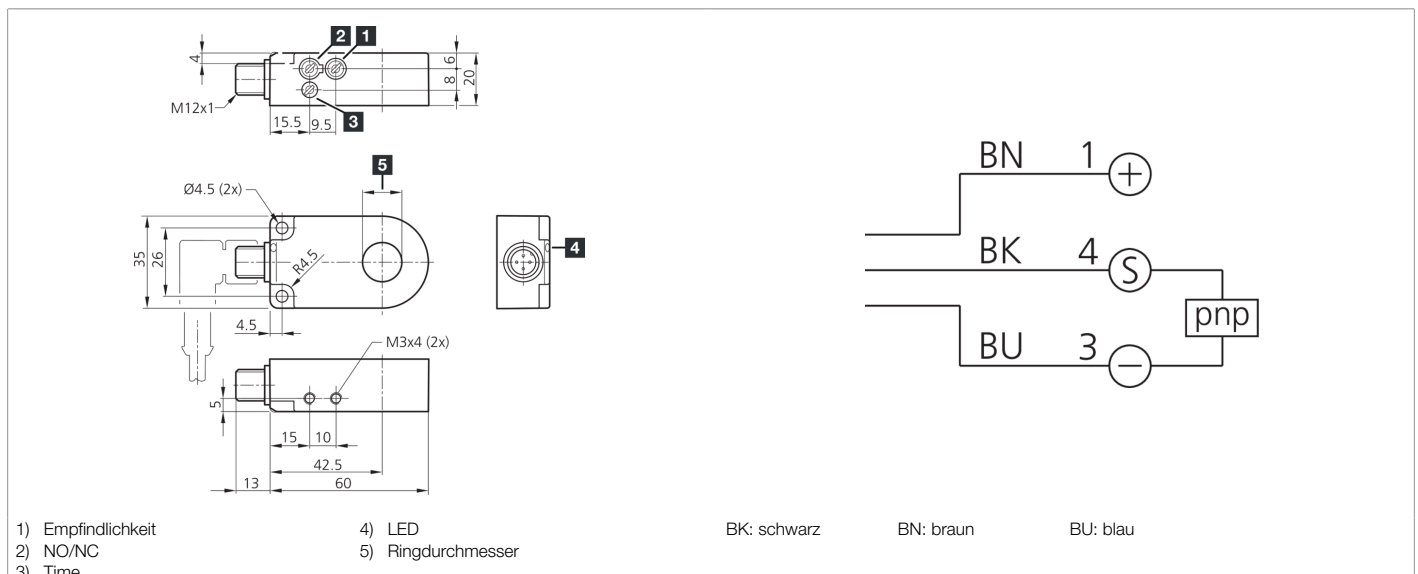 2 1
4
6
8
20
M12x1
15.5 9.5 3
5
Ø4.5 (2x)
35
26
R4.5
4
4.5
M3x4 (2x)
5
15 10
42.5
13 60
BN 1 +
BK 4 S
pnp
BU 3 −
1) Empfindlichkeit
2) NO/NC
3) Time
4) LED
5) Ringdurchmesser
BK: schwarz BN: braun BU: blau